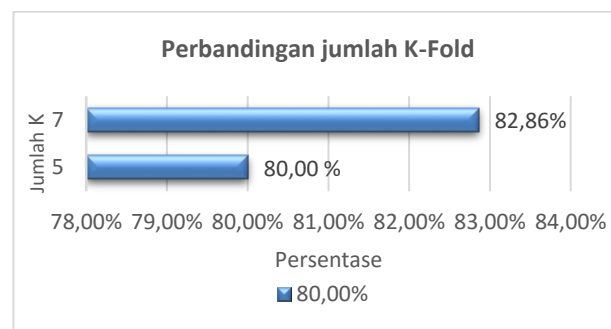 Perbandingan jumlah K-Fold
Jumlah K
7
82,86%
5
80,00 %
78,00% 79,00% 80,00% 81,00% 82,00% 83,00% 84,00%
Persentase
80,00%